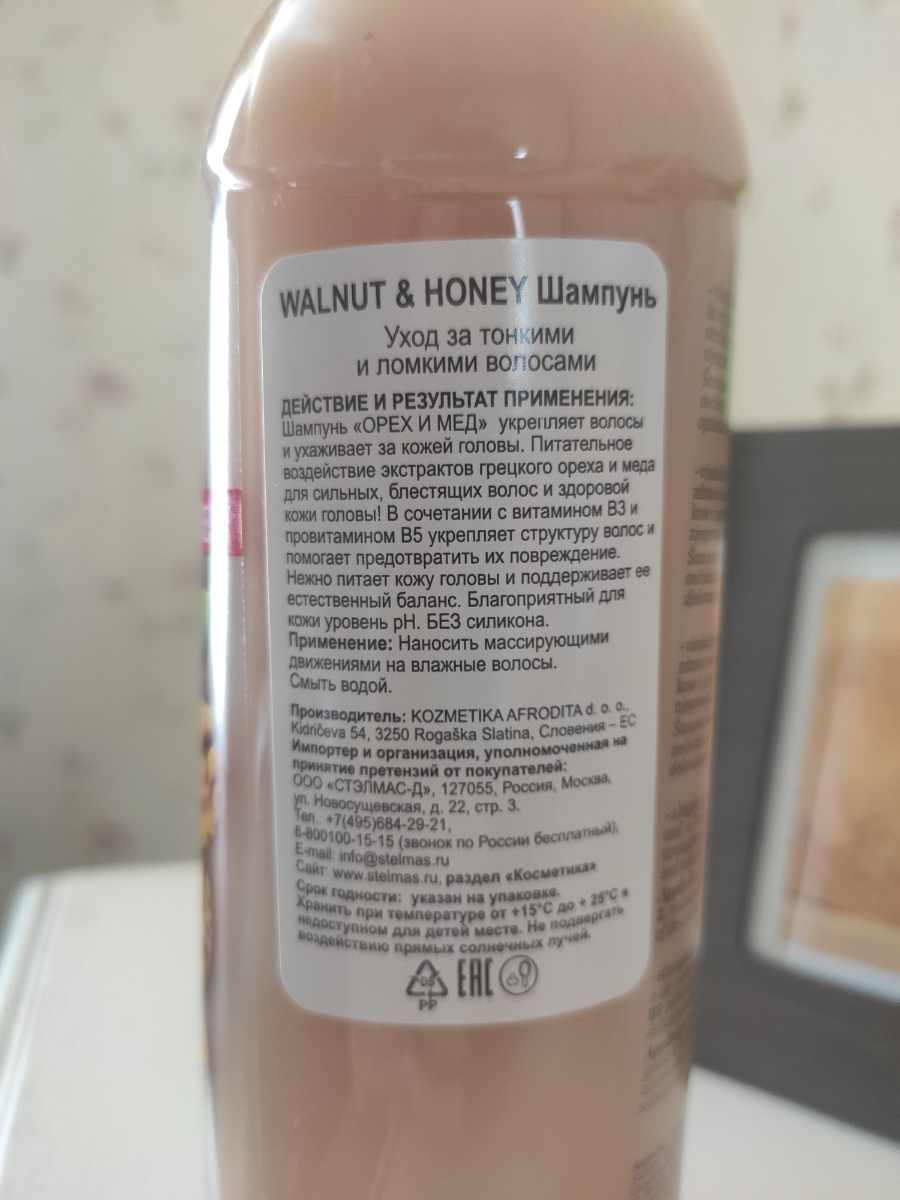 WALNUT & HONEY Шампунь
Уход за тонкими
и ломкими волосами
ДЕЙСТВИЕ И РЕЗУЛЬТАТ ПРИМЕНЕНИЯ:
Шампунь «ОРЕХ И МЕД» укрепляет волосы
и ухаживает за кожей головы. Питательное
воздействие экстрактов грецкого ореха и меда
для сильных, блестящих волос и здоровой
кожи головы! В сочетании с витамином В3 и
провитамином В5 укрепляет структуру волос и
помогает предотвратить их повреждение.
Нежно питает кожу головы и поддерживает ее
естественный баланс. Благоприятный для
кожи уровень pH. БЕЗ силикона.
Применение: Наносить массирующими
движениями на влажные волосы.
Смыть водой.
Производитель: KOZMETIKA AFRODITA d. o. o.,
Kidričeva 54, 3250 Rogaška Slatina, Словения – ЕС
Импортер и организация, уполномоченная на
принятие претензий от покупателей:
ООО «СТЭЛМАС-Д», 127055, Россия, Москва,
ул. Новосущевская, д. 22, стр. 3.
Тел. +7(495)684-29-21,
8-800100-15-15 (звонок по России бесплатный).
E-mail: info@stelmas.ru
Сайт: www.stelmas.ru, раздел «Косметика»
Срок годности: указан на упаковке.
Хранить при температуре от +15°C до + 25°C в
недоступном для детей месте. Не подвергать
воздействию прямых солнечных лучей.
05 EAC
PP